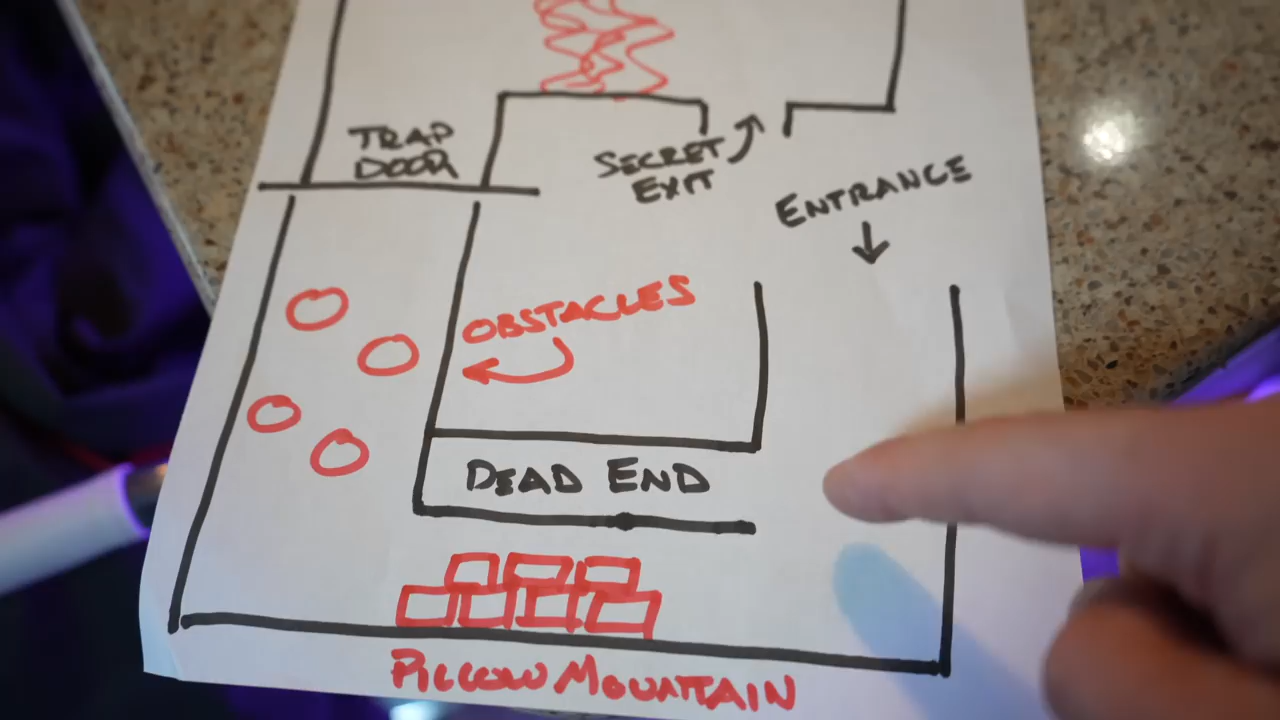 TRAP
DOOR
SECRET
EXIT
ENTRANCE
OBSTACLES
DEAD END
PILLOW MOUNTAIN